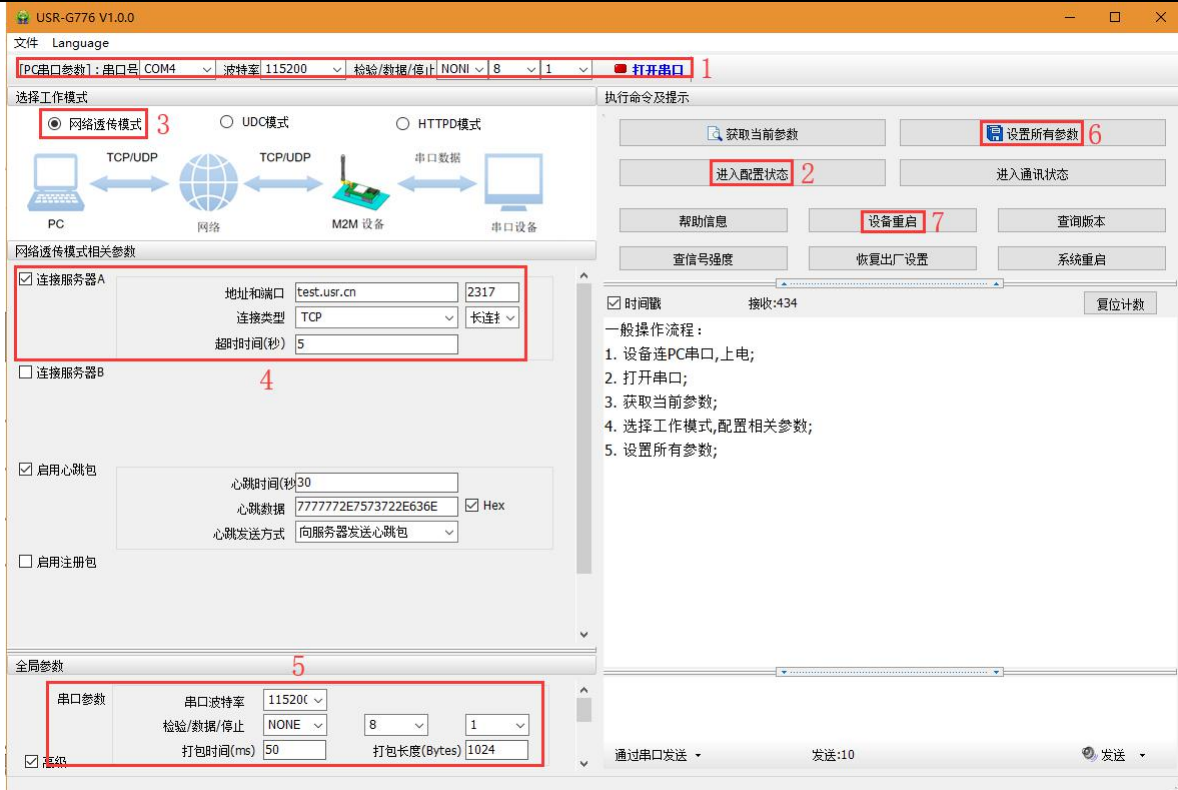 USR-G776 V1.0.0
文件 Language
[PC串口参数]:串口号 COM4 波特率 115200 检验/数据/停止 NONI 8 1 打开串口 1
选择工作模式
网络透传模式 3 UDC模式 HTTPD模式
TCP/UDP TCP/UDP 串口数据
PC 网络 M2M 设备 串口设备
网络透传模式相关参数
连接服务器A
地址和端口 test.usr.cn 2317
连接类型 TCP 长连接
超时时间(秒) 5
连接服务器B
4
启用心跳包
心跳时间(秒 30
心跳数据 7777772E7573722E636E Hex
心跳发送方式 向服务器发送心跳包
启用注册包
全局参数
5
串口参数 串口波特率 11520(
检验/数据/停止 NONE 8 1
打包时间(ms) 50 打包长度(Bytes) 1024
高级
执行命令及提示
获取当前参数 设置所有参数 6
进入配置状态 2 进入通讯状态
帮助信息 设备重启 7 查询版本
查信号强度 恢复出厂设置 系统重启
时间戳 接收:434 复位计数
一般操作流程:
1. 设备连PC串口,上电;
2. 打开串口;
3. 获取当前参数;
4. 选择工作模式,配置相关参数;
5. 设置所有参数;
通过串口发送 发送:10 发送